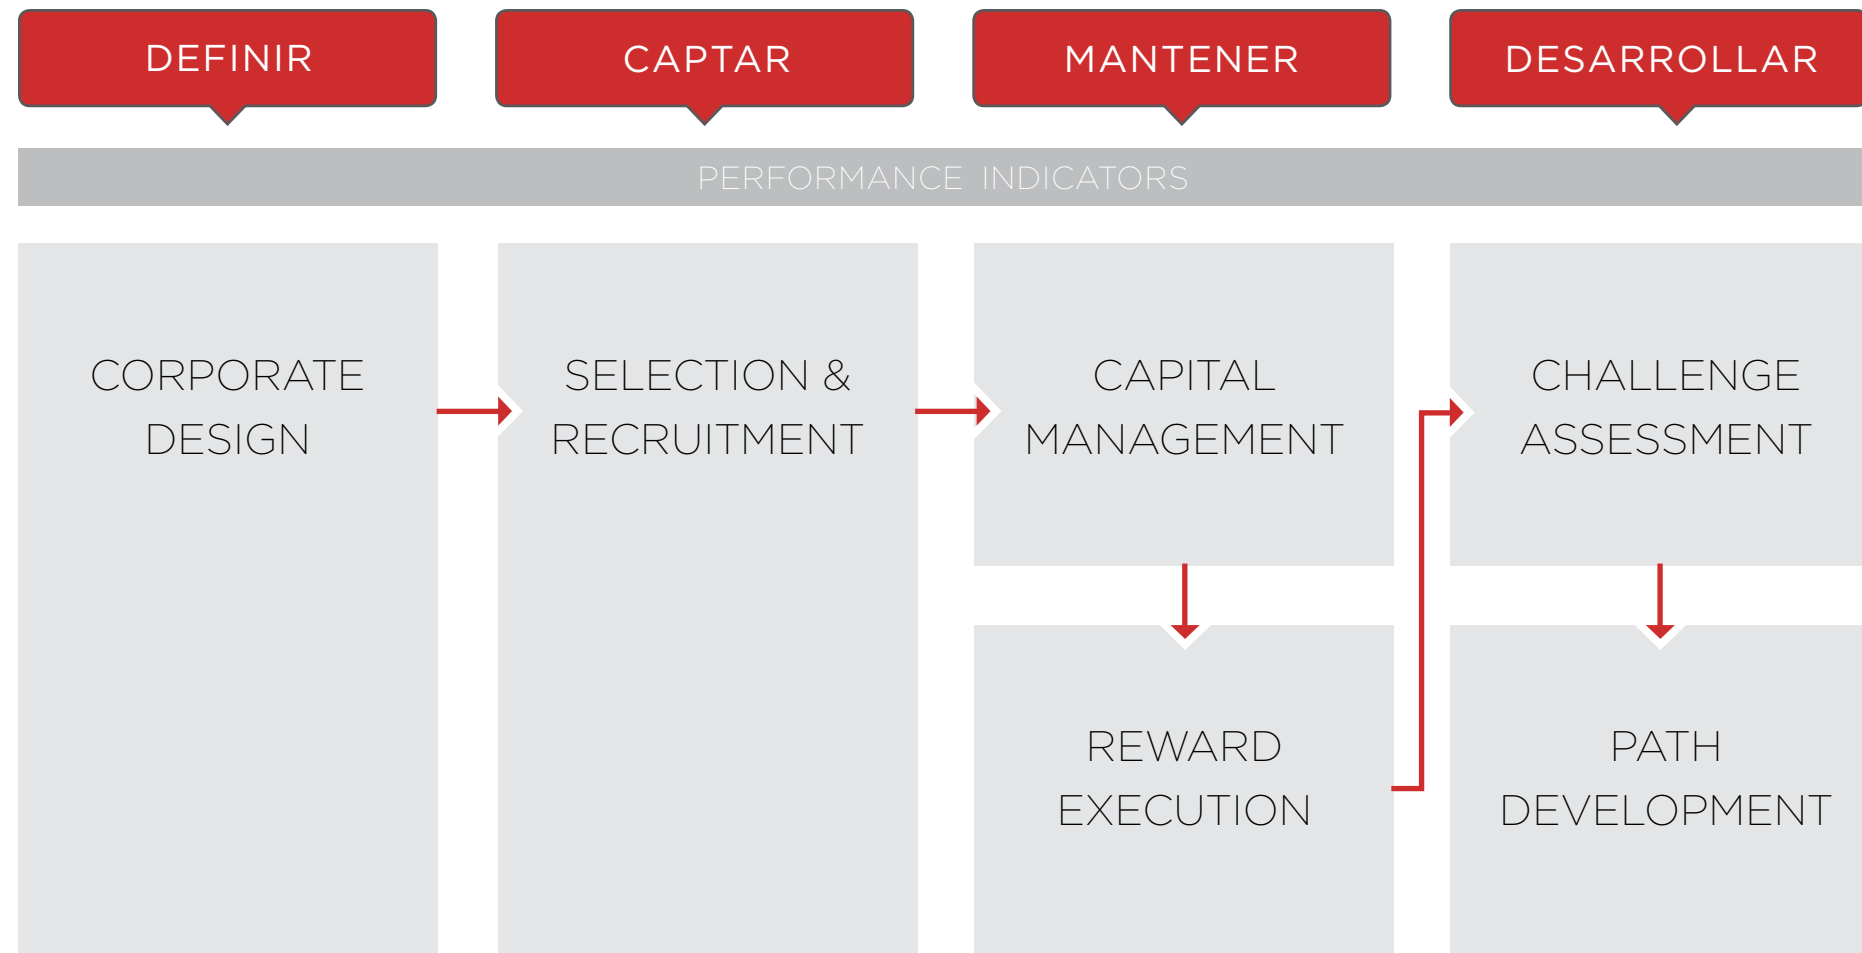 DEFINIR
CAPTAR
MANTENER
DESARROLLAR
PERFORMANCE INDICATORS
CORPORATE
DESIGN
SELECTION &
RECRUITMENT
CAPITAL
MANAGEMENT
CHALLENGE
ASSESSMENT
REWARD
EXECUTION
PATH
DEVELOPMENT